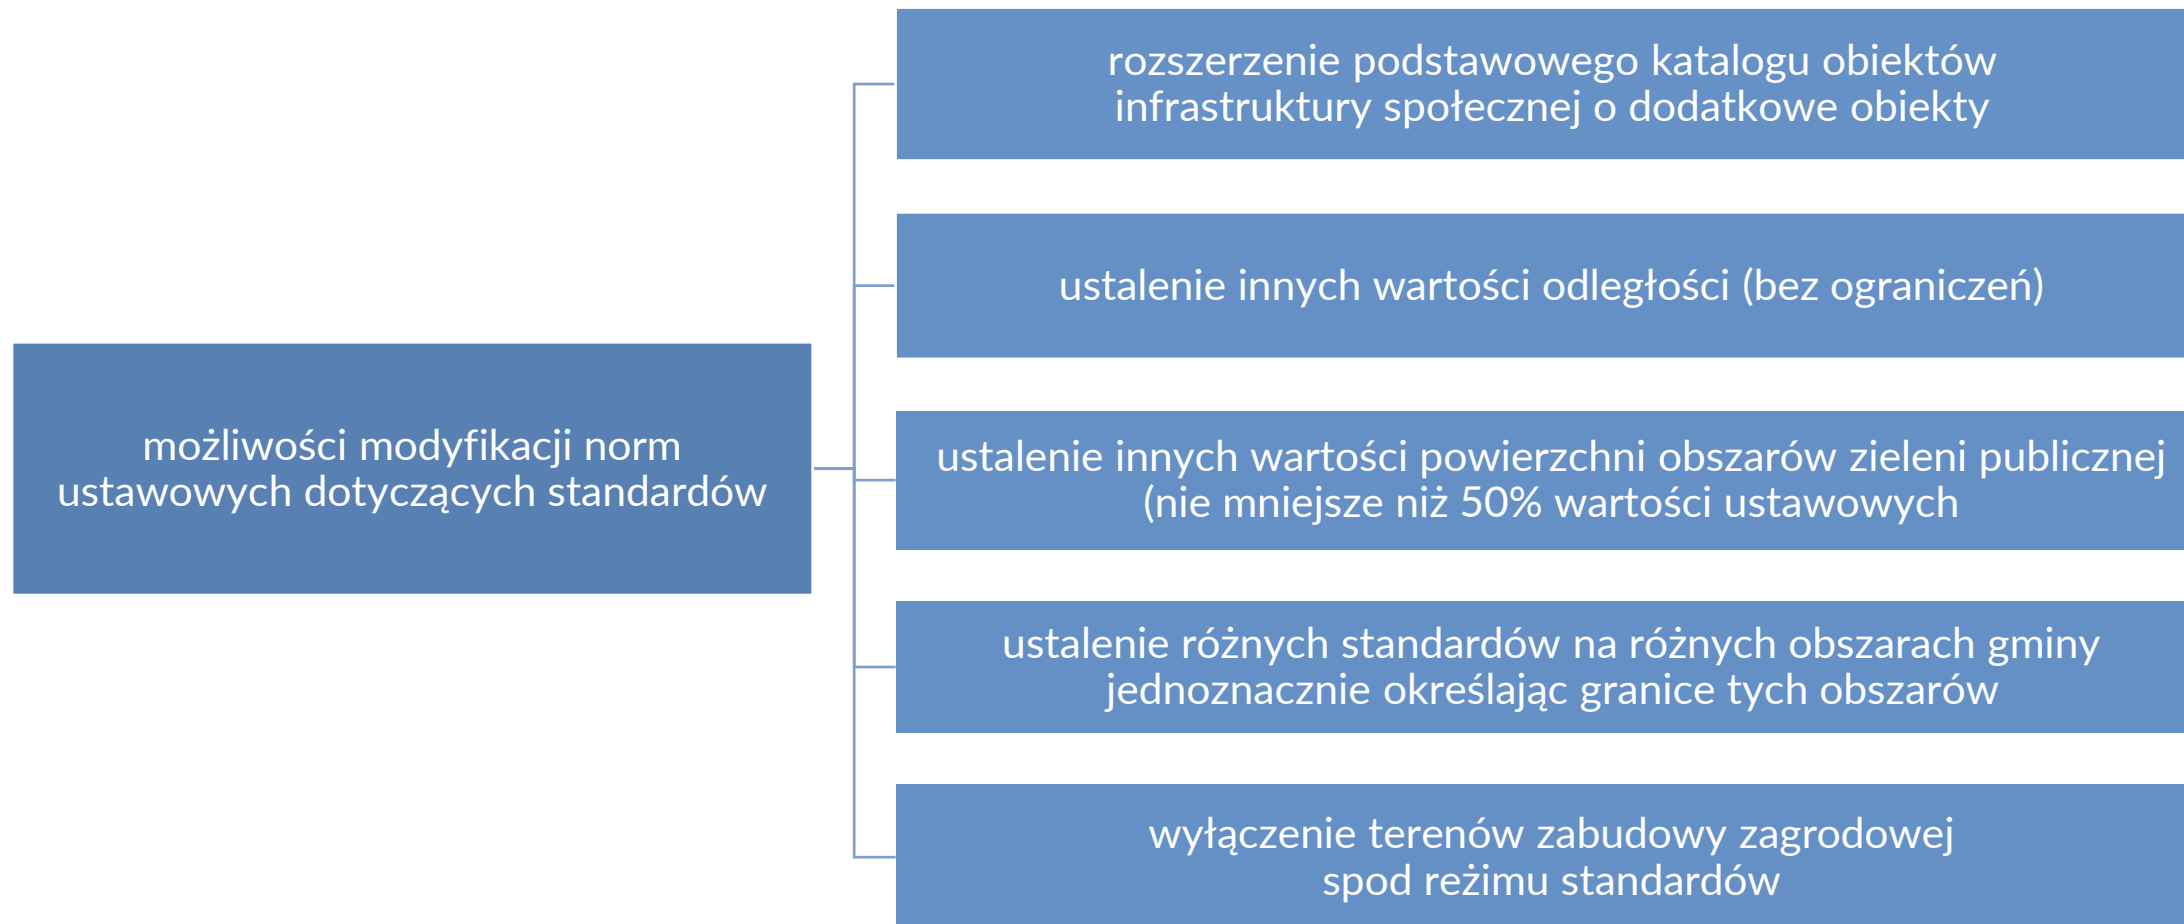 możliwości modyfikacji norm
ustawowych dotyczących standardów
rozszerzenie podstawowego katalogu obiektów
infrastruktury społecznej o dodatkowe obiekty
ustalenie innych wartości odległości (bez ograniczeń)
ustalenie innych wartości powierzchni obszarów zieleni publicznej
(nie mniejsze niż 50% wartości ustawowych
ustalenie różnych standardów na różnych obszarach gminy
jednoznacznie określając granice tych obszarów
wyłączenie terenów zabudowy zagrodowej
spod reżimu standardów